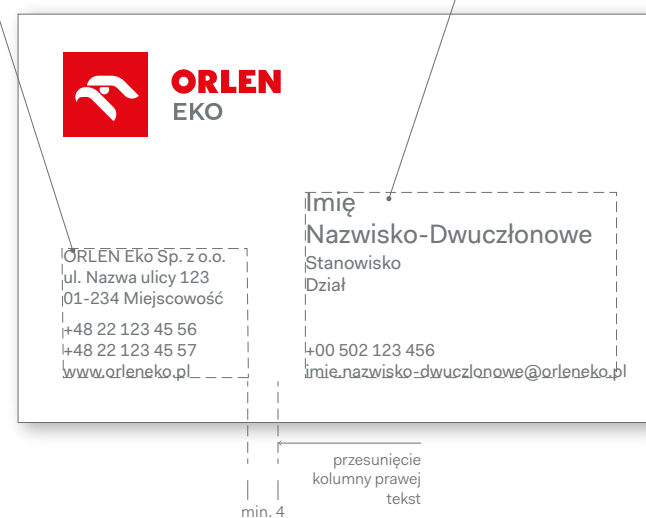 ORLEN
EKO
Imię
Nazwisko-Dwuczłonowe
Stanowisko
Dział
+00 502 123 456
imie.nazwisko-dwuczlonowe@orleneko.pl
ORLEN Eko Sp. z o.o.
ul. Nazwa ulicy 123
01-234 Miejscowość
+48 22 123 45 56
+48 22 123 45 57
www.orleneko.pl
przesunięcie
kolumny prawej
tekst
min. 4